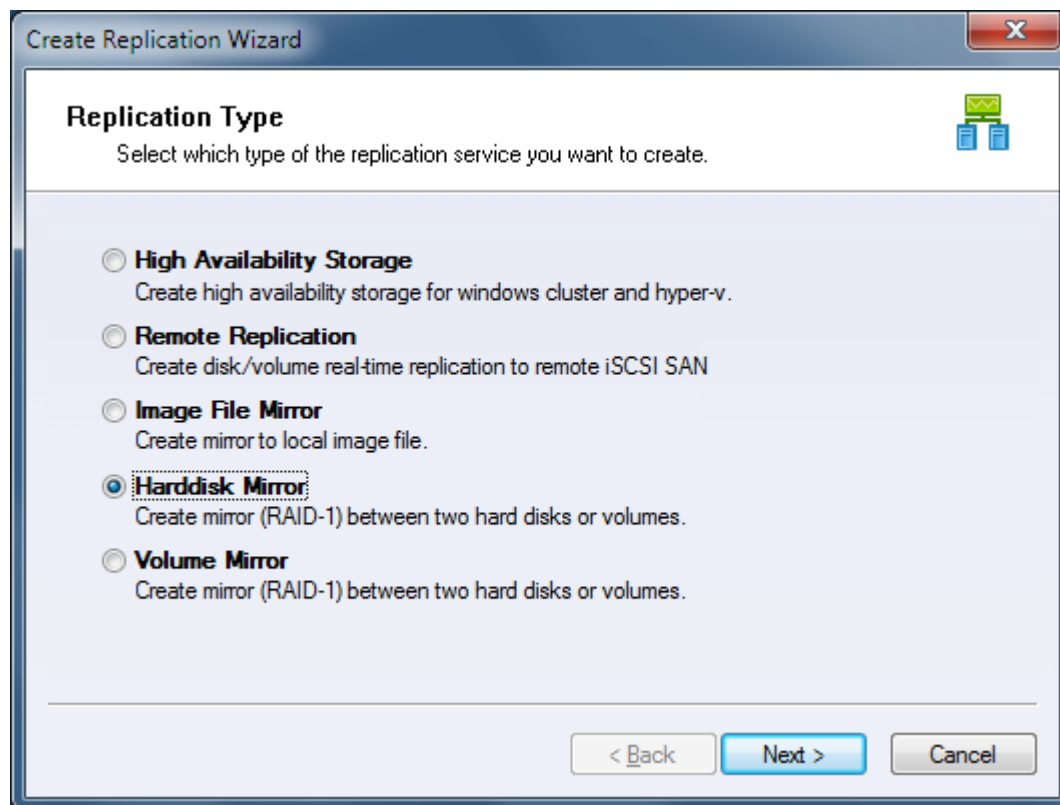 Create Replication Wizard
Replication Type
Select which type of the replication service you want to create.
High Availability Storage
Create high availability storage for windows cluster and hyper-v.
Remote Replication
Create disk/volume real-time replication to remote iSCSI SAN
Image File Mirror
Create mirror to local image file.
Harddisk Mirror
Create mirror (RAID-1) between two hard disks or volumes.
Volume Mirror
Create mirror (RAID-1) between two hard disks or volumes.
< Back Next > Cancel